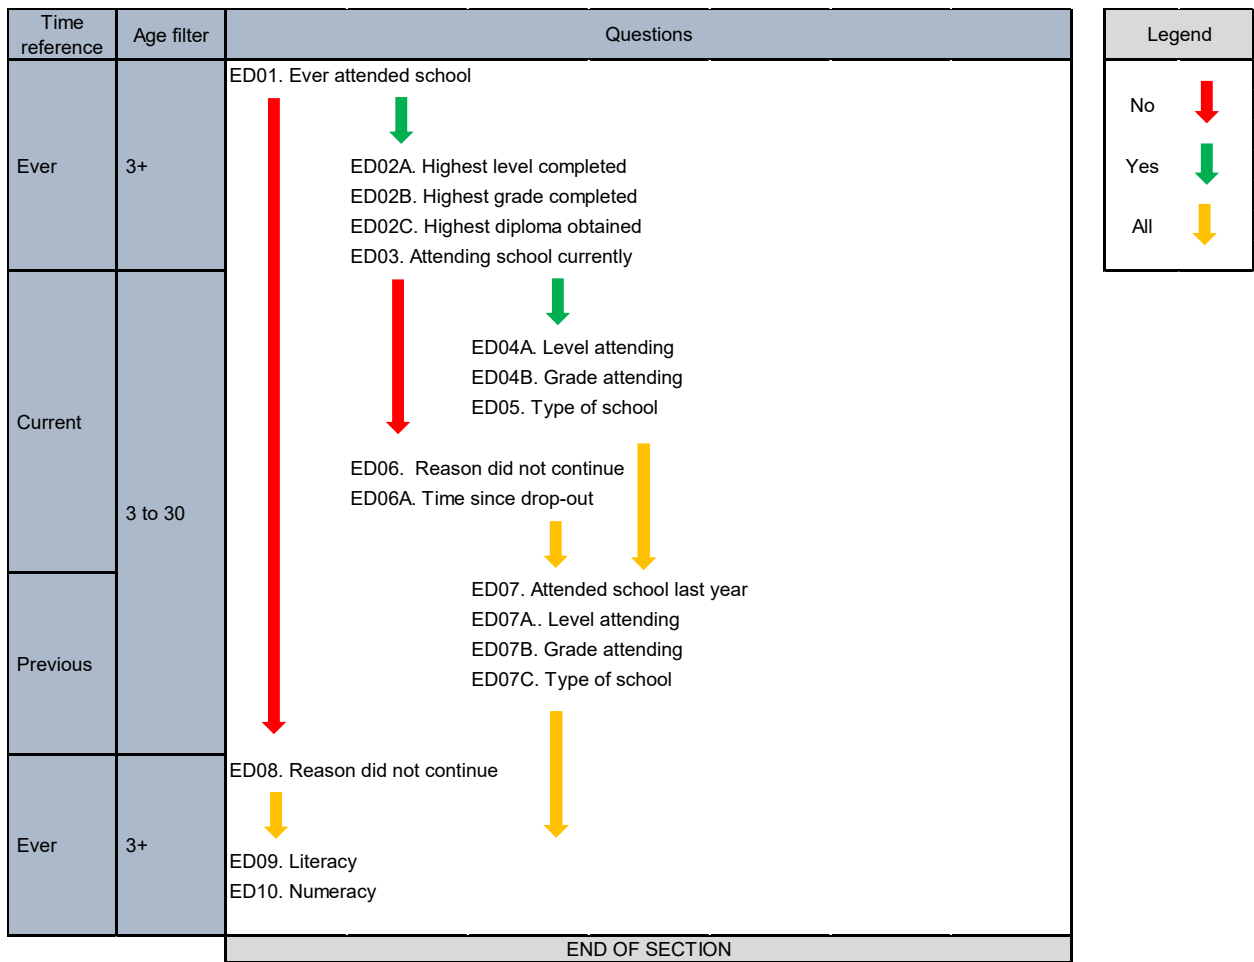 Time
reference
Age filter
Questions
Legend
ED01. Ever attended school
No
Yes
All
Ever
3+
ED02A. Highest level completed
ED02B. Highest grade completed
ED02C. Highest diploma obtained
ED03. Attending school currently
Current
3 to 30
ED04A. Level attending
ED04B. Grade attending
ED05. Type of school
ED06.  Reason did not continue
ED06A. Time since drop-out
Previous
ED07. Attended school last year
ED07A.. Level attending
ED07B. Grade attending
ED07C. Type of school
Ever
3+
ED08. Reason did not continue
ED09. Literacy
ED10. Numeracy
END OF SECTION